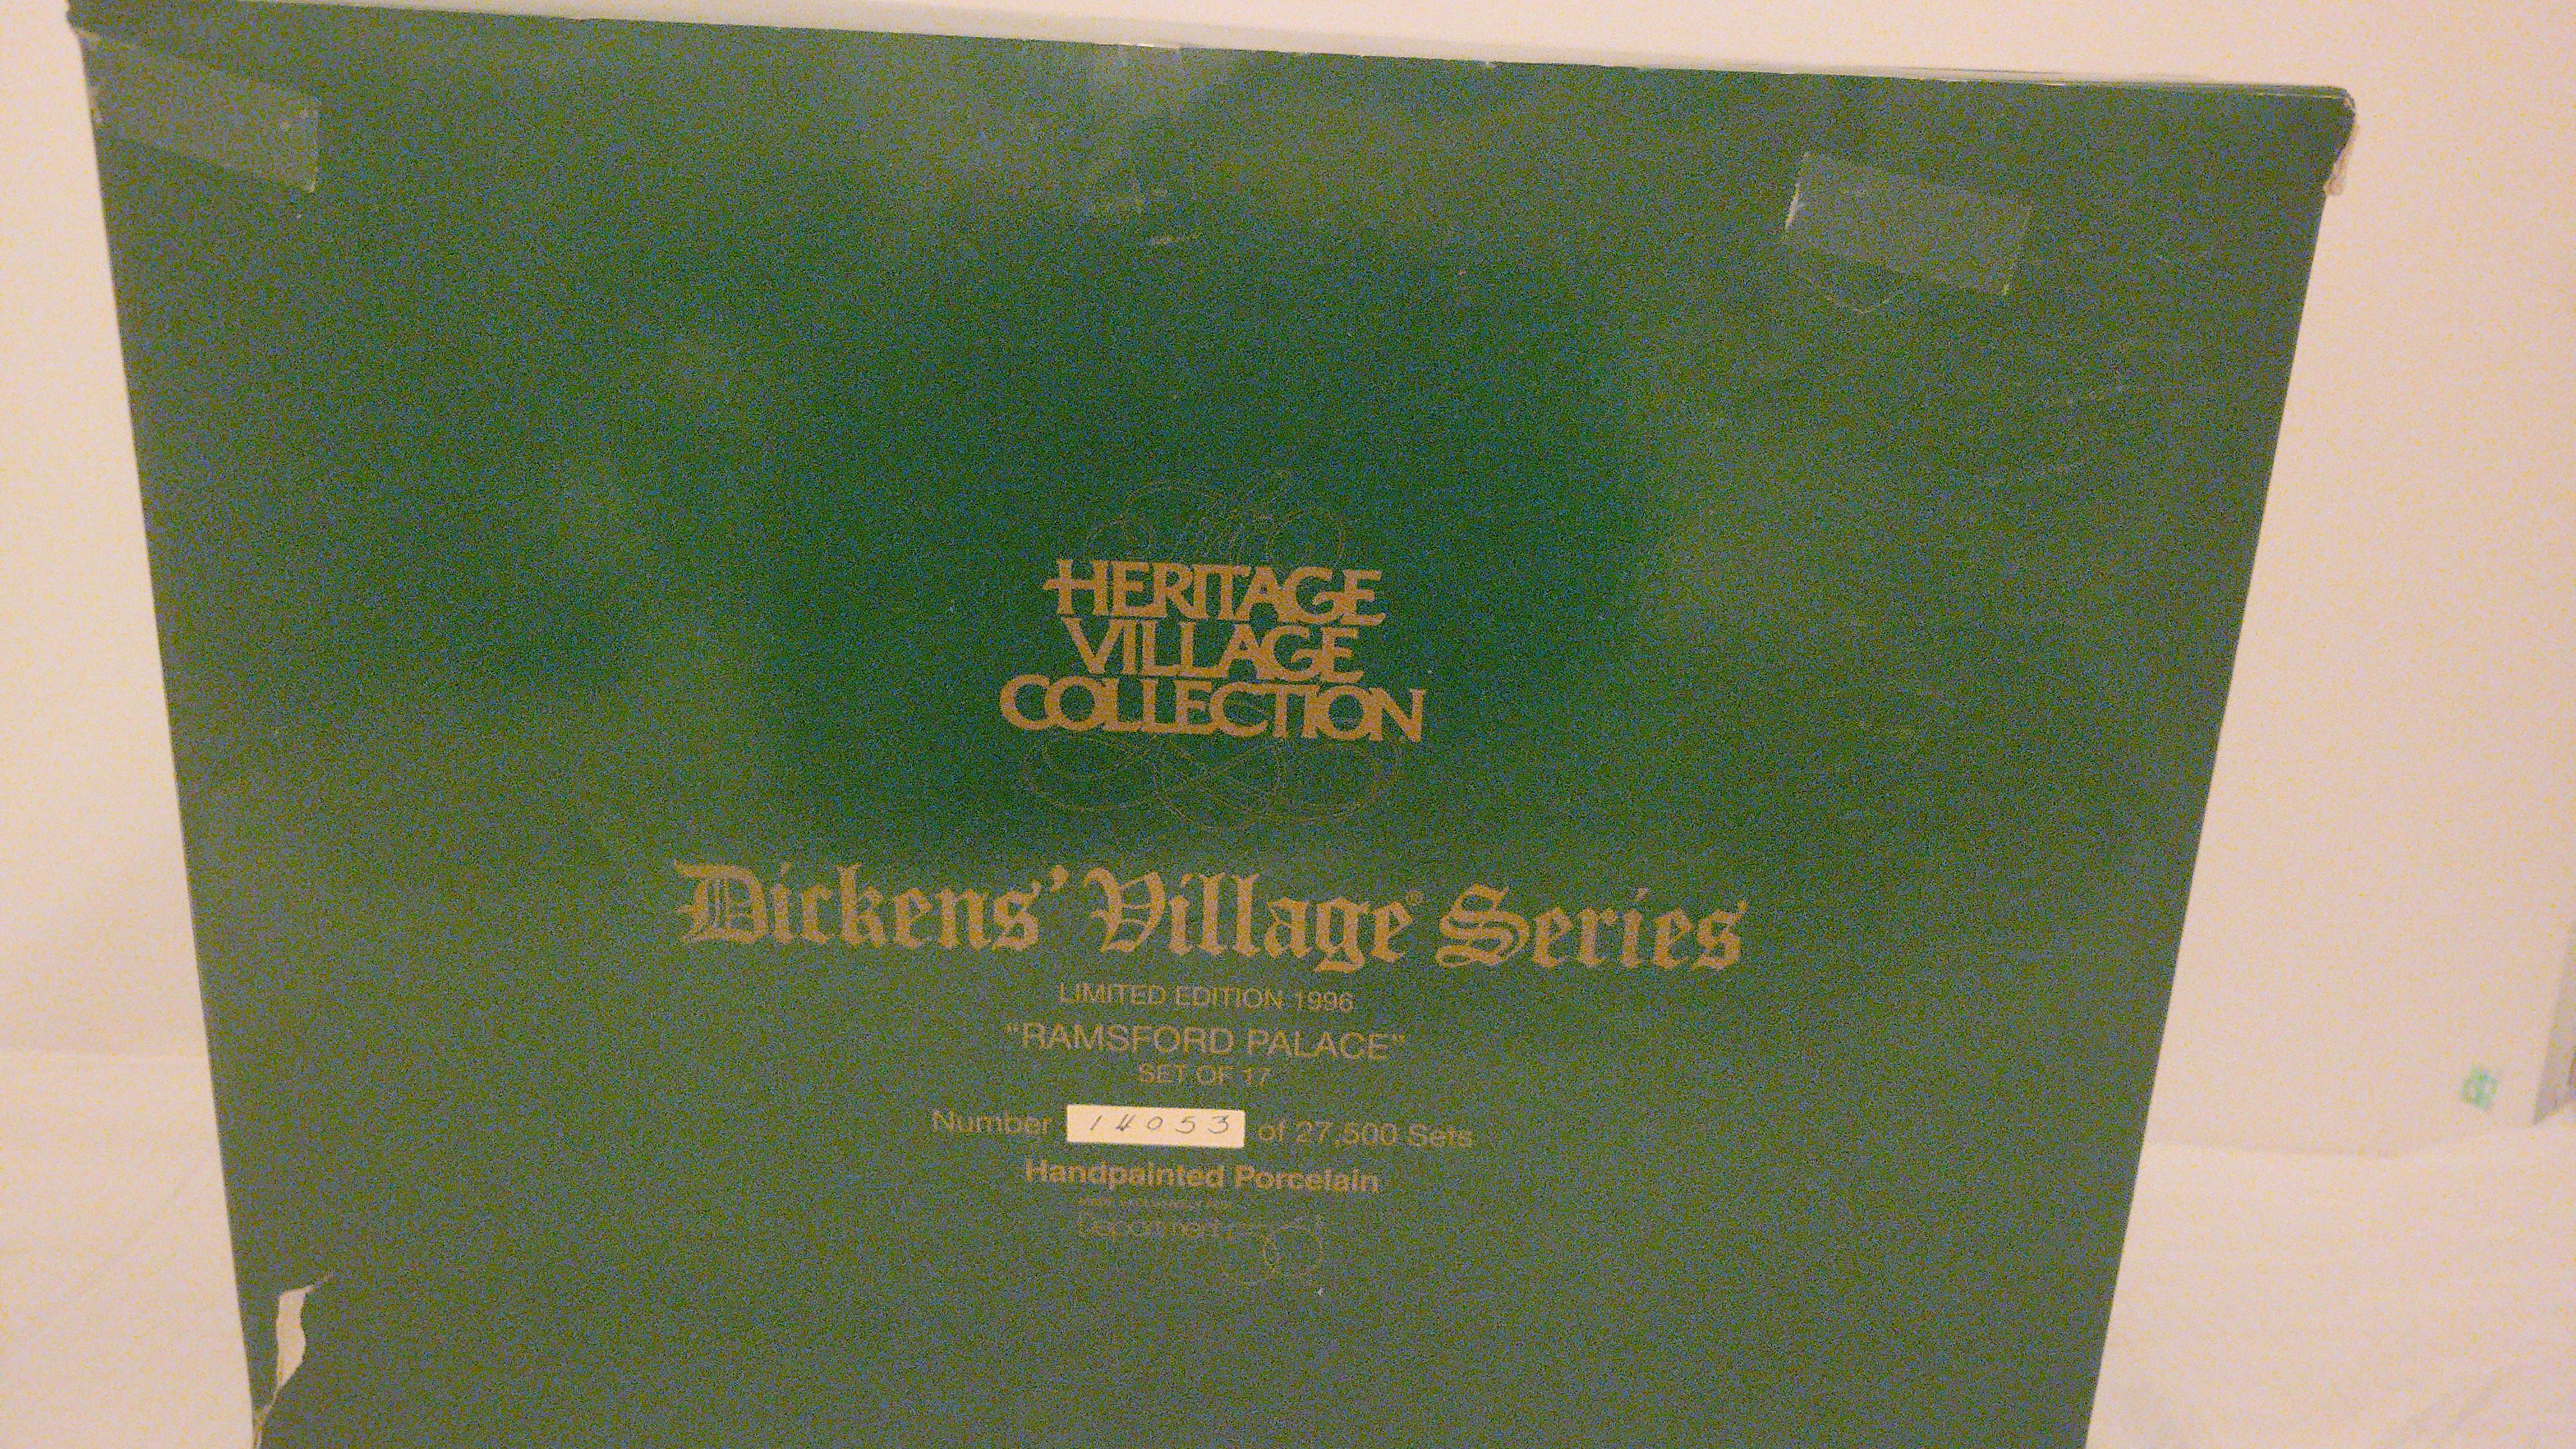 HERITAGE
VILLAGE
COLLECTION
Dickens' Village® Series
LIMITED EDITION 1996
"RAMSFORD PALACE"
SET OF 17
Number 14053 of 27,500 Sets
Handpainted Porcelain
Department 56